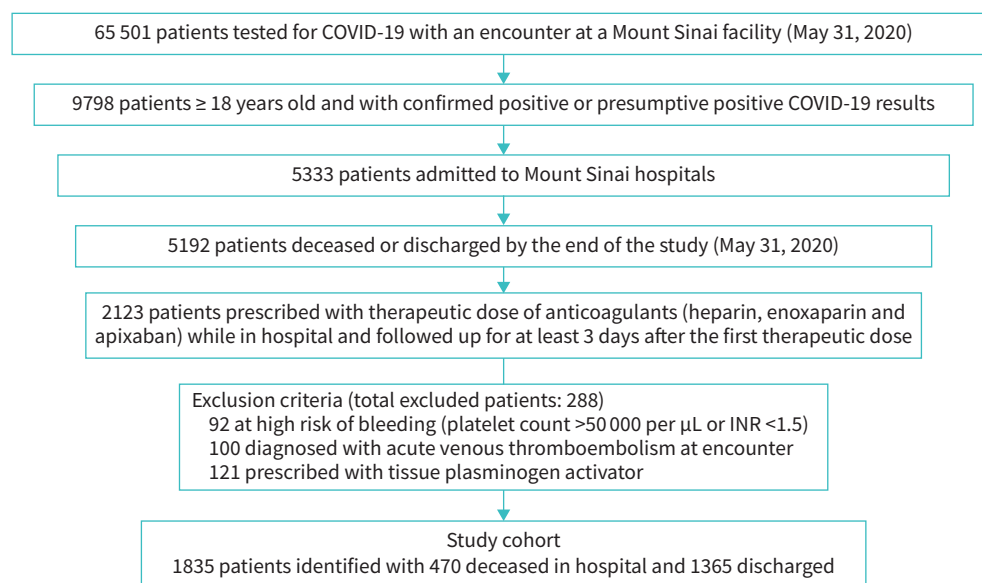 65 501 patients tested for COVID-19 with an encounter at a Mount Sinai facility (May 31, 2020)
9798 patients ≥ 18 years old and with confirmed positive or presumptive positive COVID-19 results
5333 patients admitted to Mount Sinai hospitals
5192 patients deceased or discharged by the end of the study (May 31, 2020)
2123 patients prescribed with therapeutic dose of anticoagulants (heparin, enoxaparin and
apixaban) while in hospital and followed up for at least 3 days after the first therapeutic dose
Exclusion criteria (total excluded patients: 288)
92 at high risk of bleeding (platelet count >50 000 per μL or INR <1.5)
100 diagnosed with acute venous thromboembolism at encounter
121 prescribed with tissue plasminogen activator
Study cohort
1835 patients identified with 470 deceased in hospital and 1365 discharged